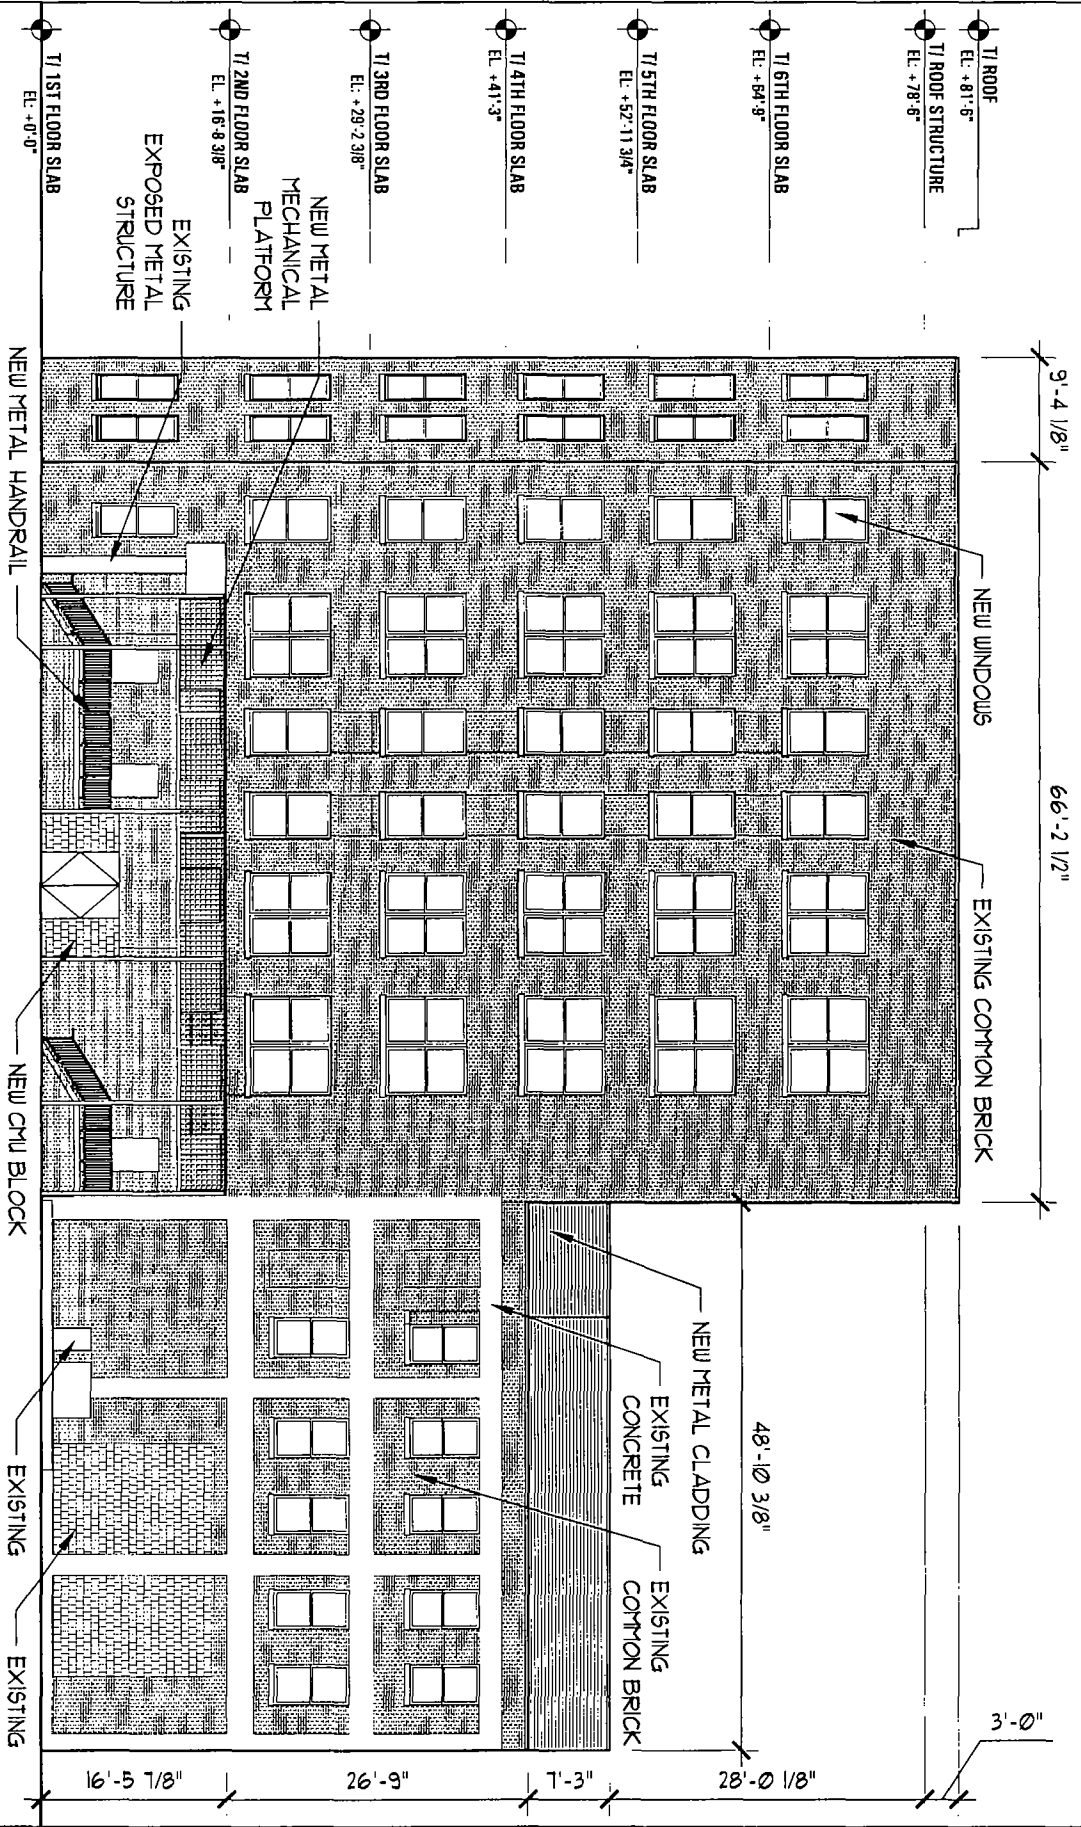 T/ ROOF
EL: +81'-6"
T/ ROOF STRUCTURE
EL: +78'-6"
T/ 6TH FLOOR SLAB
EL: +64'-9"
T/ 5TH FLOOR SLAB
EL: +52'-11 3/4"
T/ 4TH FLOOR SLAB
EL: +41'-3"
T/ 3RD FLOOR SLAB
EL: +29'-2 3/8"
T/ 2ND FLOOR SLAB
EL: +16'-8 3/8"
T/ 1ST FLOOR SLAB
EL: +0'-0"
9'-4 1/8"
66'-2 1/2"
NEW WINDOWS
EXISTING COMMON BRICK
48'-10 3/8"
NEW METAL CLADDING
EXISTING
CONCRETE
EXISTING
COMMON BRICK
3'-0"
28'-0 1/8"
7'-3"
26'-9"
16'-5 7/8"
NEW METAL
MECHANICAL
PLATFORM
EXISTING
EXPOSED METAL
STRUCTURE
NEW METAL HANDRAIL
NEW CMU BLOCK
EXISTING
EXISTING